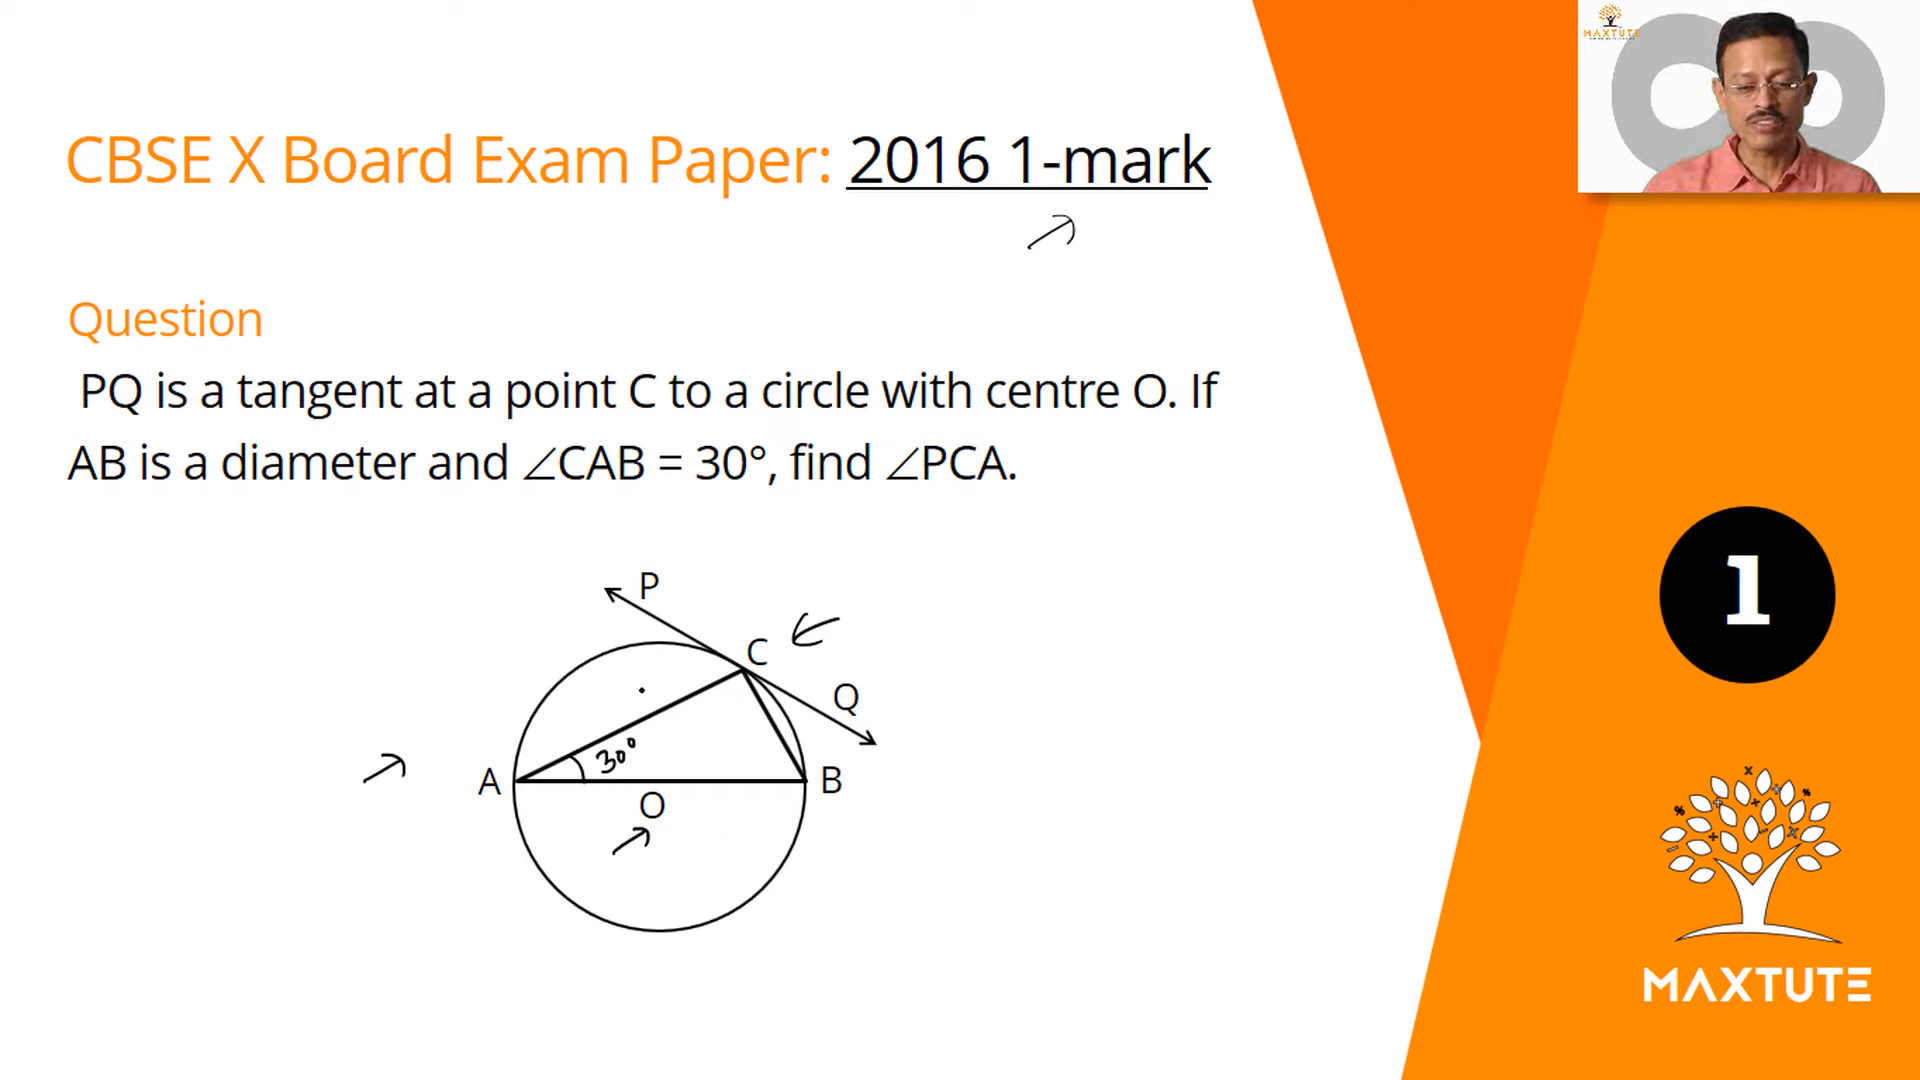 MAXTUTE
CBSE X Board Exam Paper: 2016 1-mark
Question
PQ is a tangent at a point C to a circle with centre O. If
AB is a diameter and ∠CAB = 30°, find ∠PCA.
P
C
Q
30°
A
B
O
1
MAXTUTE